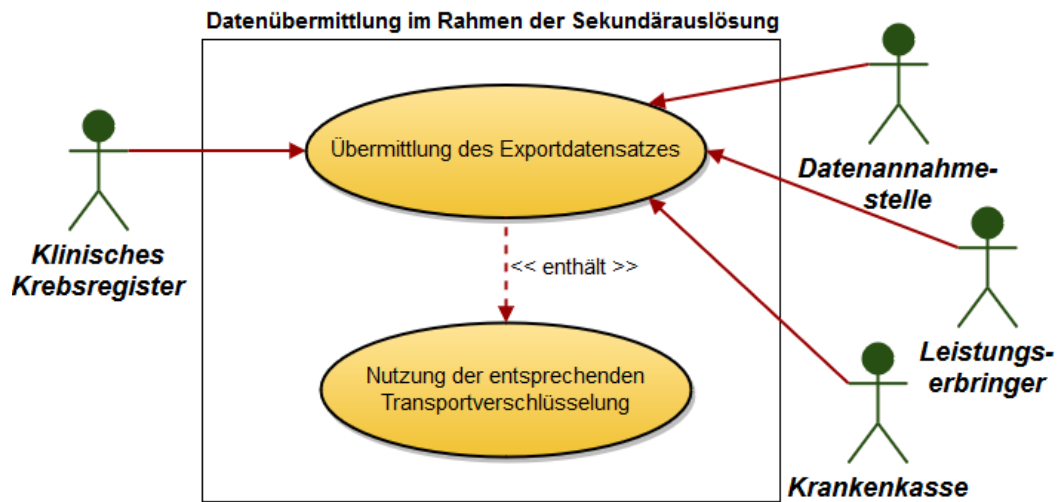 Datenübermittlung im Rahmen der Sekundärauslösung
Übermittlung des Exportdatensatzes
Datenannahme-
stelle
Klinisches
Krebsregister
<< enthält >>
Leistungs-
erbringer
Nutzung der entsprechenden
Transportverschlüsselung
Krankenkasse